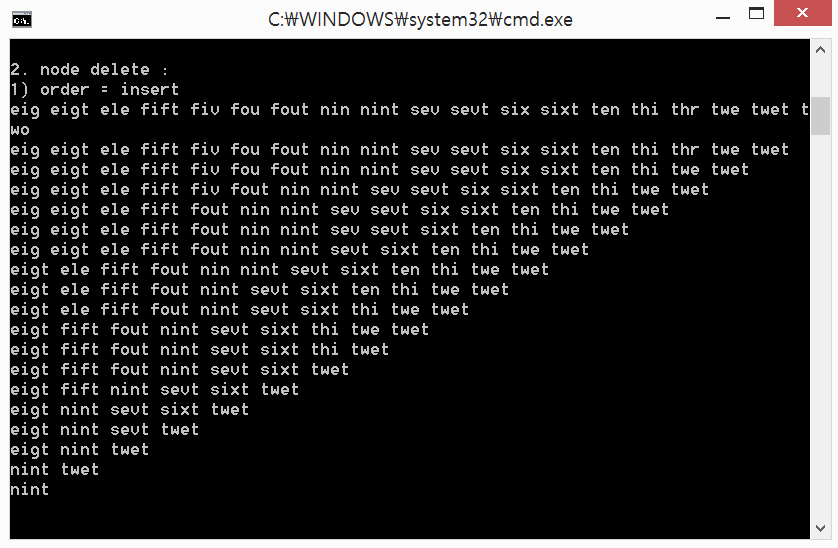 C:\WINDOWS\system32\cmd.exe
2. node delete :
1) order = insert
eig eigt ele fift fiv fou fout nin nint sev sevt six sixt ten thi thr twe twet t
wo
eig eigt ele fift fiv fou fout nin nint sev sevt six sixt ten thi thr twe twet
eig eigt ele fift fiv fou fout nin nint sev sevt six sixt ten thi twe twet
eig eigt ele fift fiv fout nin nint sev sevt six sixt ten thi twe twet
eig eigt ele fift fout nin nint sev sevt six sixt ten thi twe twet
eig eigt ele fift fout nin nint sev sevt sixt ten thi twe twet
eig eigt ele fift fout nin nint sevt sixt ten thi twe twet
eigt ele fift fout nin nint sevt sixt ten thi twe twet
eigt ele fift fout nint sevt sixt ten thi twe twet
eigt ele fift fout nint sevt sixt thi twe twet
eigt fift fout nint sevt sixt thi twe twet
eigt fift fout nint sevt sixt thi twet
eigt fift fout nint sevt sixt twet
eigt fift nint sevt sixt twet
eigt nint sevt sixt twet
eigt nint sevt twet
eigt nint twet
nint twet
nint